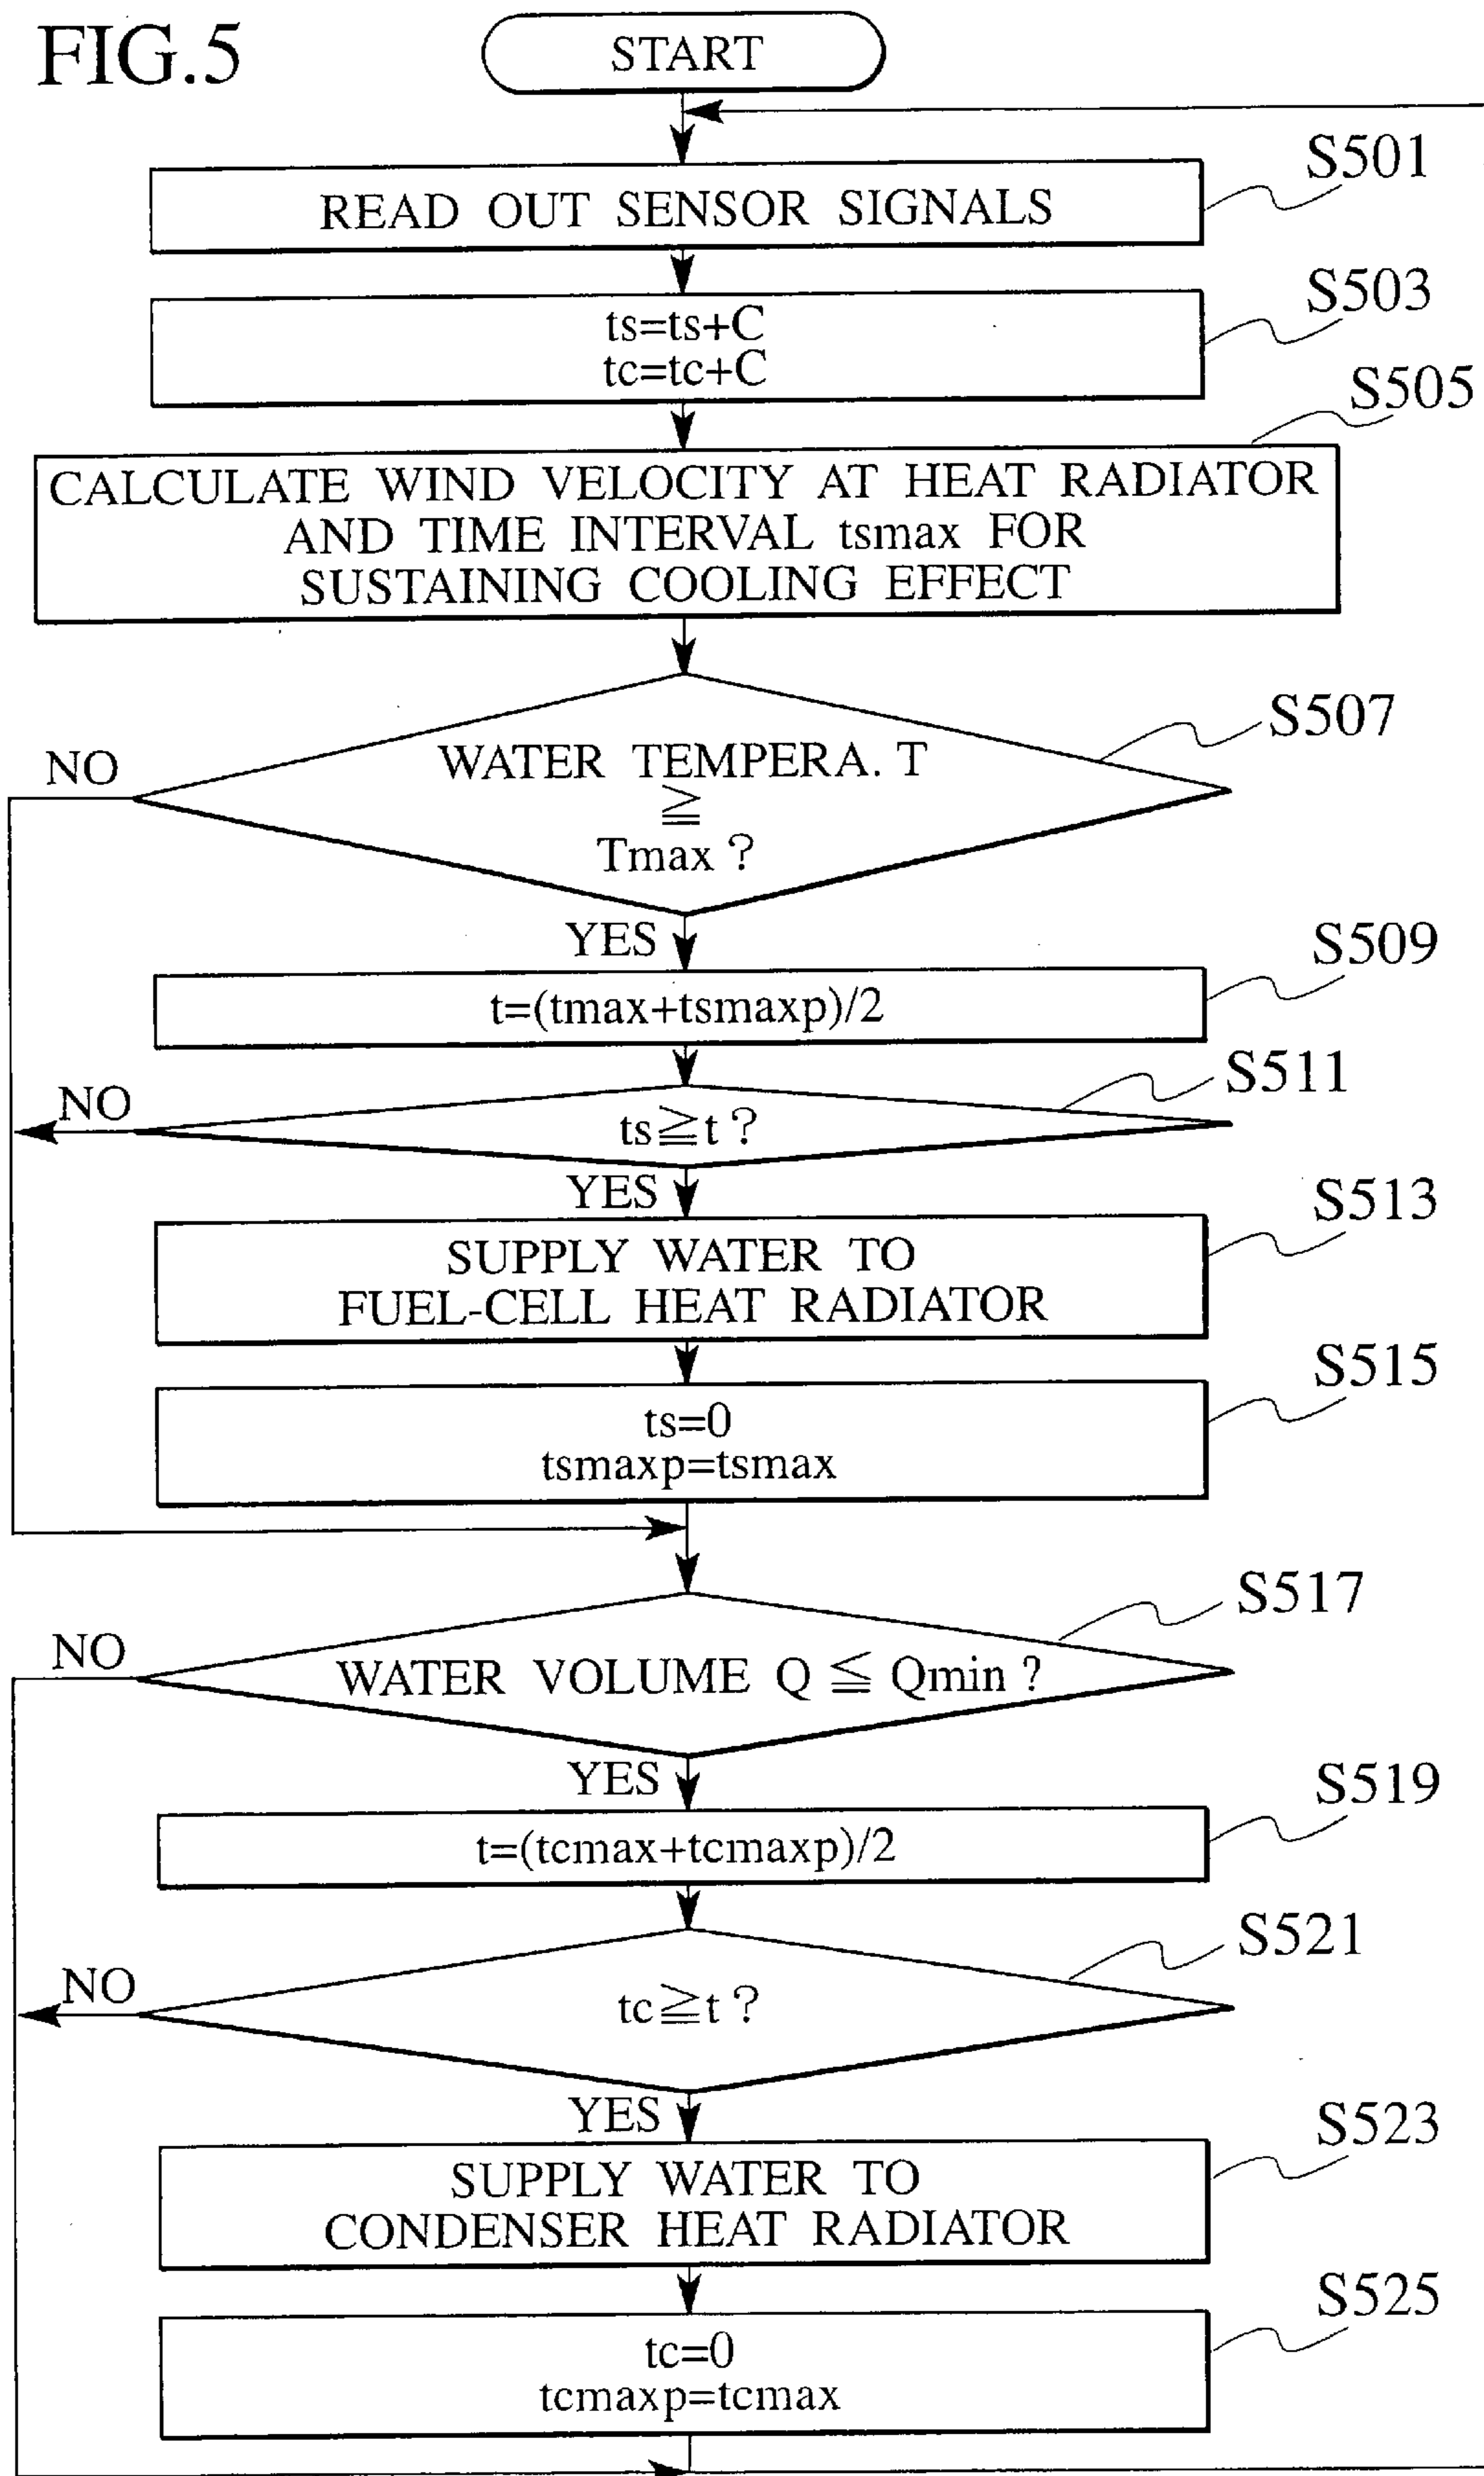 FIG.5
START
S501
READ OUT SENSOR SIGNALS
S503
ts=ts+C
tc=tc+C
S505
CALCULATE WIND VELOCITY AT HEAT RADIATOR
AND TIME INTERVAL tsmax FOR
SUSTAINING COOLING EFFECT
S507
NO
WATER TEMPERA. T
≧
Tmax ?
YES
S509
t=(tmax+tsmaxp)/2
S511
NO
ts≧t ?
YES
S513
SUPPLY WATER TO
FUEL-CELL HEAT RADIATOR
S515
ts=0
tsmaxp=tsmax
S517
NO
WATER VOLUME Q ≦ Qmin ?
YES
S519
t=(tcmax+tcmaxp)/2
S521
NO
tc≧t ?
YES
S523
SUPPLY WATER TO
CONDENSER HEAT RADIATOR
S525
tc=0
tcmaxp=tcmax